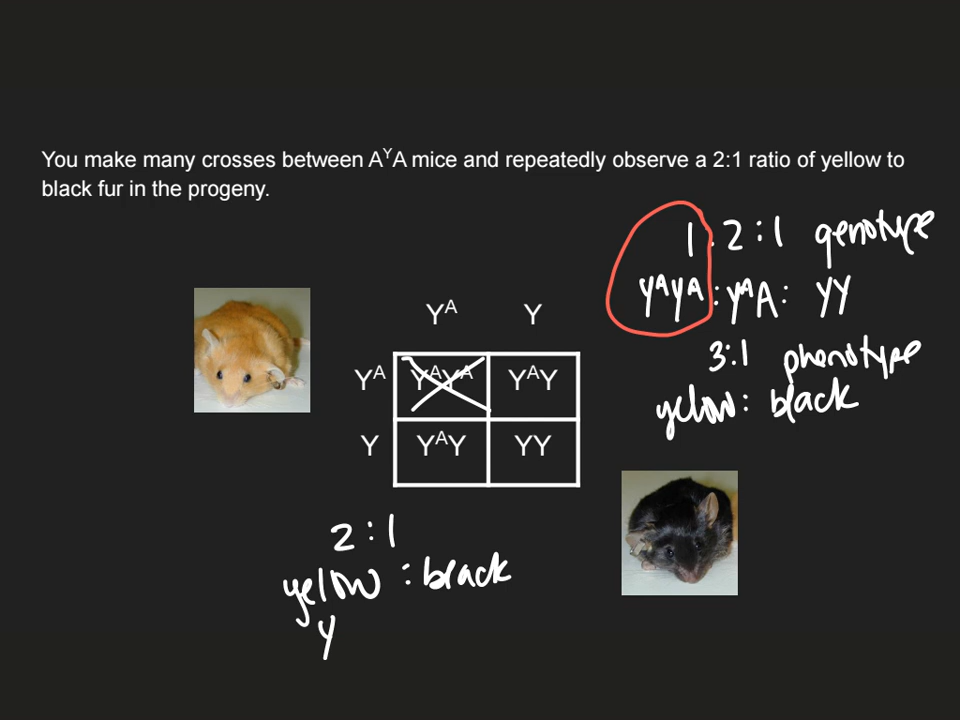 You make many crosses between AʸA mice and repeatedly observe a 2:1 ratio of yellow to
black fur in the progeny.
1:2:1 genotype
YᴬYᴬ:YᴬA: YY
3:1 phenotype
yellow: black
Yᴬ Y
Yᴬ YᴬYᴬ YᴬY
Y YᴬY YY
2:1
yellow : black
Y